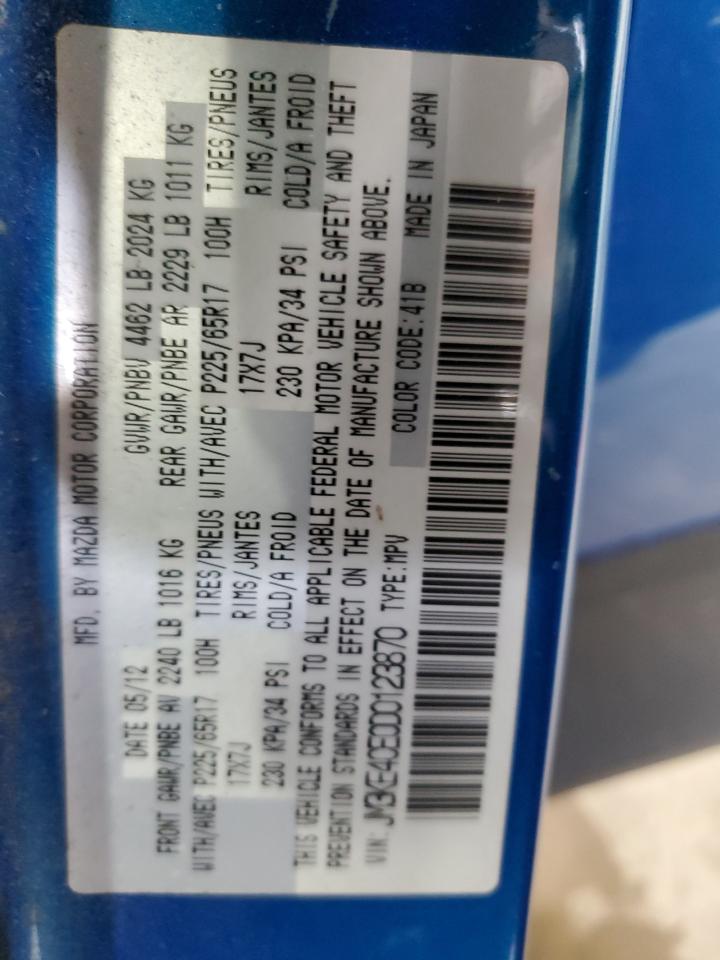 MFD. BY MAZDA MOTOR CORPORATION
DATE 05/12 GVWR/PNBV 4462 LB 2024 KG
FRONT GAWR/PNBE AV 2240 LB 1016 KG REAR GAWR/PNBE AR 2229 LB 1011 KG
WITH/AVEC P225/65R17 100H TIRES/PNEUS WITH/AVEC P225/65R17 100H TIRES/PNEUS
17X7J RIMS/JANTES 17X7J RIMS/JANTES
230 KPA/34 PSI COLD/A FROID 230 KPA/34 PSI COLD/A FROID
THIS VEHICLE CONFORMS TO ALL APPLICABLE FEDERAL MOTOR VEHICLE SAFETY AND THEFT
PREVENTION STANDARDS IN EFFECT ON THE DATE OF MANUFACTURE SHOWN ABOVE.
VIN: JM3KE4DE0D0123870 TYPE:MPV COLOR CODE:41B MADE IN JAPAN